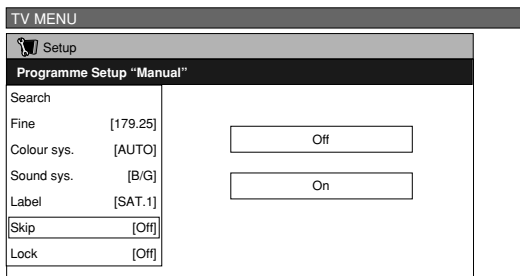 TV MENU
Setup
Programme Setup “Manual”
Search
Fine [179.25]
Colour sys. [AUTO]
Sound sys. [B/G]
Label [SAT.1]
Skip [Off]
Lock [Off]
Off
On